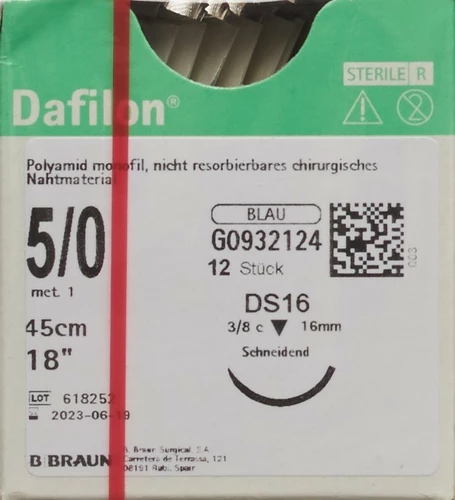 STERILE R
Dafilon®
Polyamid monofil, nicht resorbierbares chirurgisches
Nahtmaterial
BLAU
5/0
G0932124
12 Stück
003
met. 1
DS16
45cm
3/8 c ▼ 16mm
18"
Schneidend
LOT 618252
2023-06-19
B BRAUN
B. Braun Surgical, S.A.
Carretera de Terrassa, 121
08191 Rubí, Spain